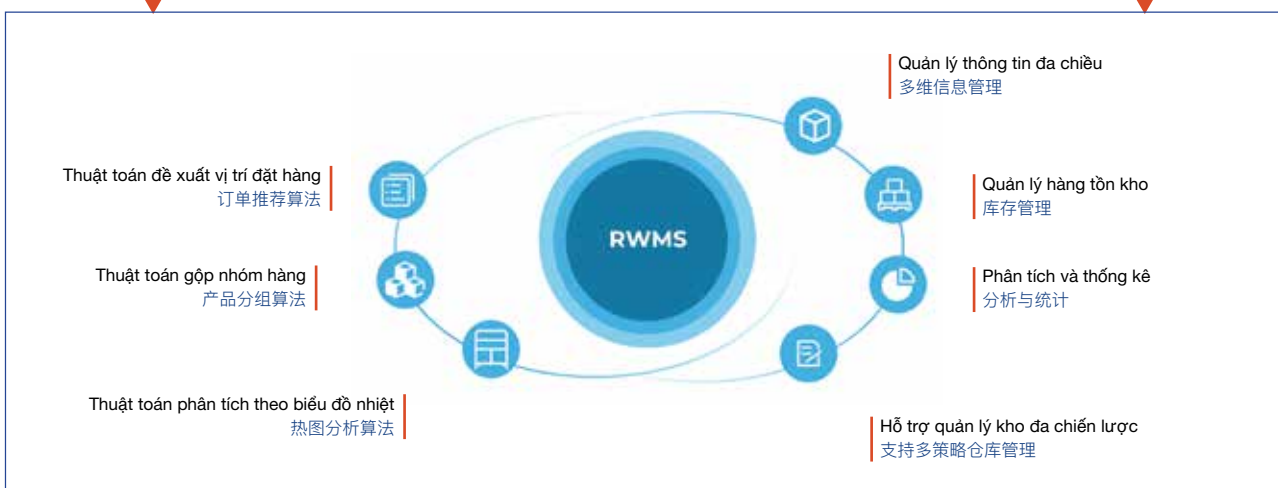 Quản lý thông tin đa chiều
多维信息管理
Thuật toán đề xuất vị trí đặt hàng
订单推荐算法
Quản lý hàng tồn kho
库存管理
RWMS
Thuật toán gộp nhóm hàng
产品分组算法
Phân tích và thống kê
分析与统计
Thuật toán phân tích theo biểu đồ nhiệt
热图分析算法
Hỗ trợ quản lý kho đa chiến lược
支持多策略仓库管理